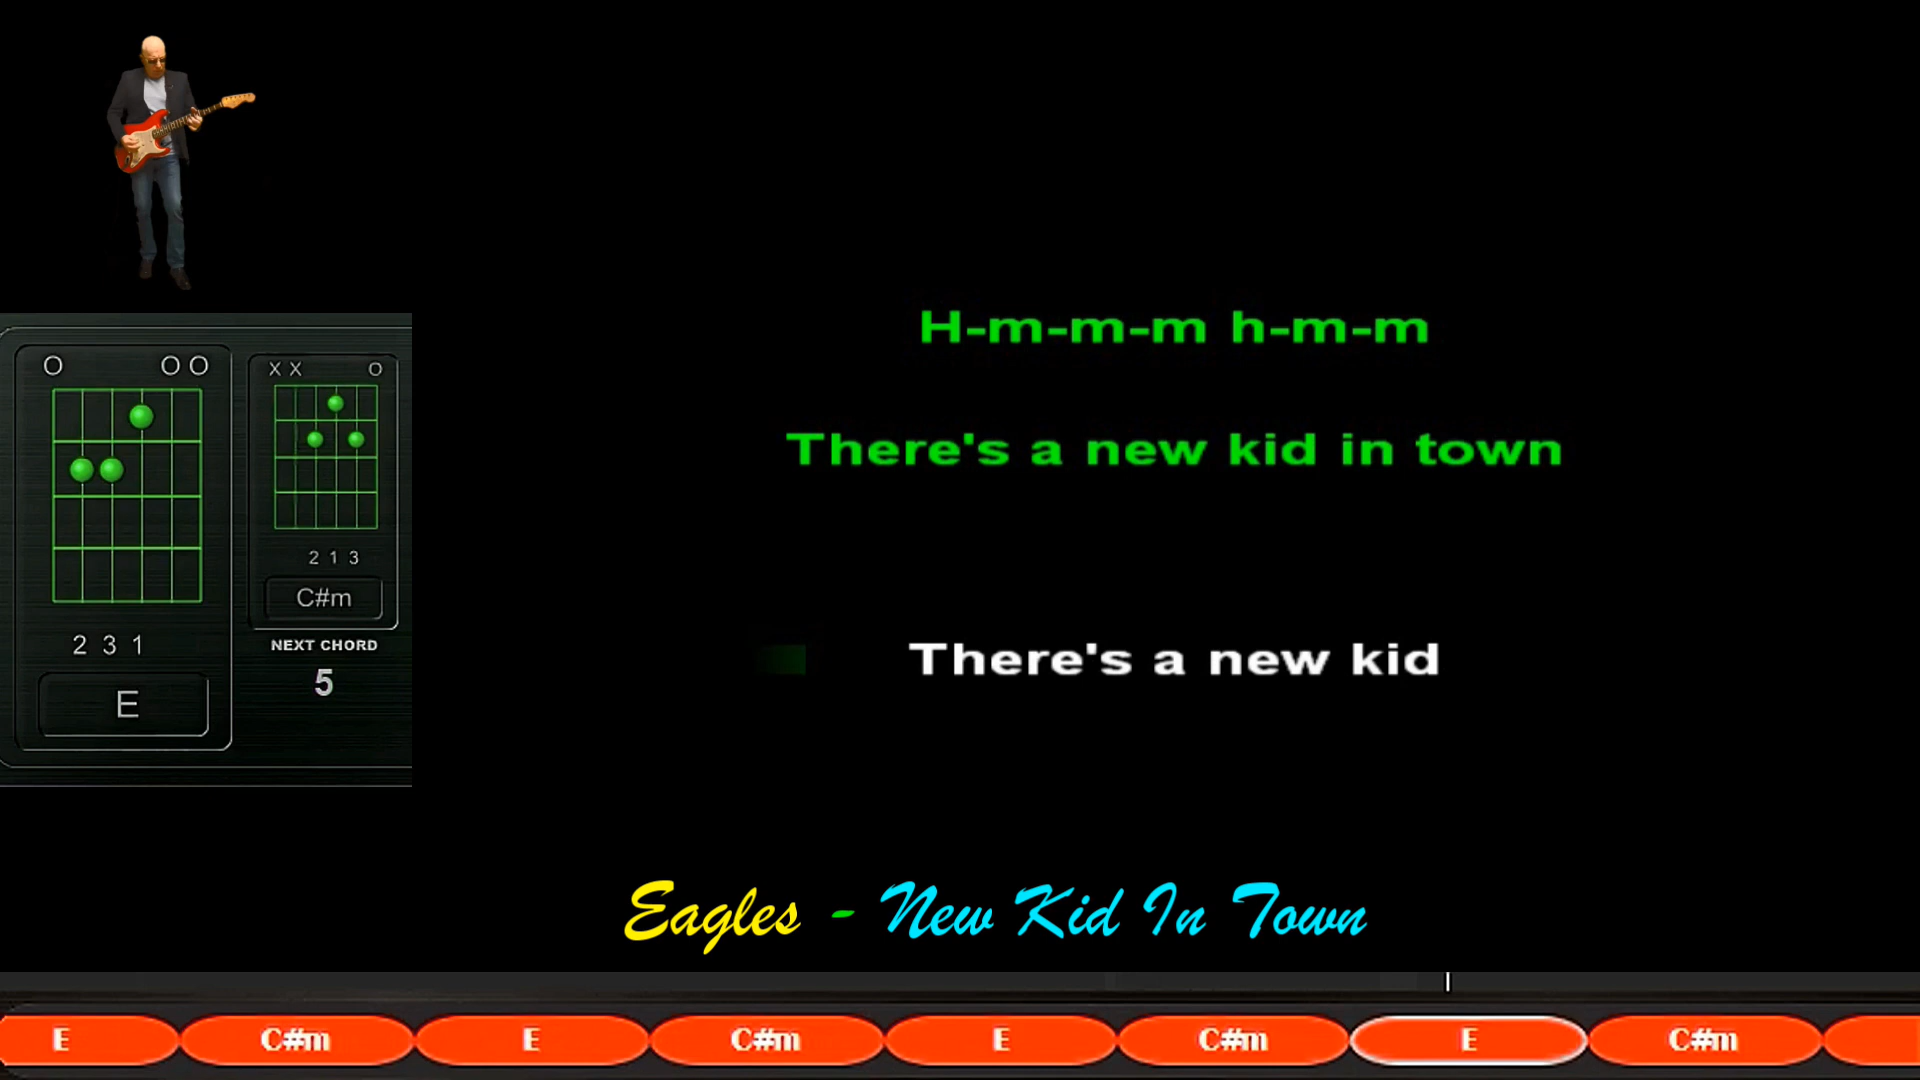 H-m-m-m h-m-m
There's a new kid in town
There's a new kid
O O O
X X O
2 3 1
2 1 3
E
C#m
NEXT CHORD
5
Eagles - New Kid In Town
E C#m E C#m E C#m E C#m